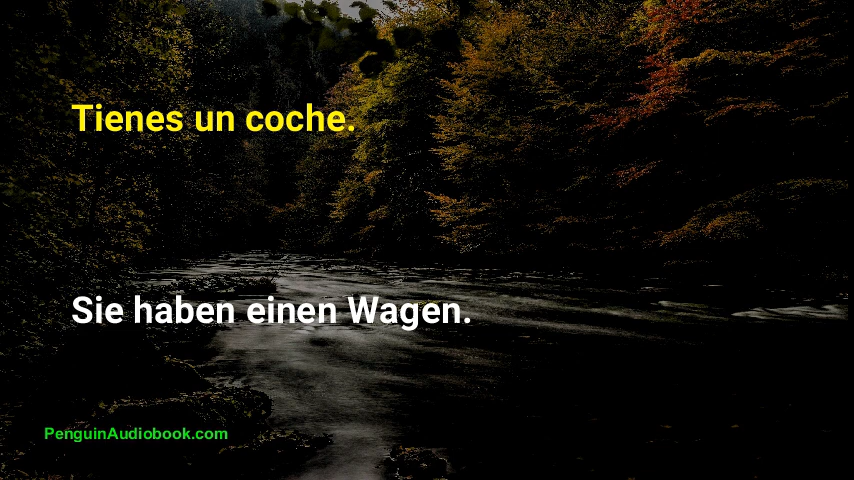 Tienes un coche.
Sie haben einen Wagen.
PenguinAudiobook.com